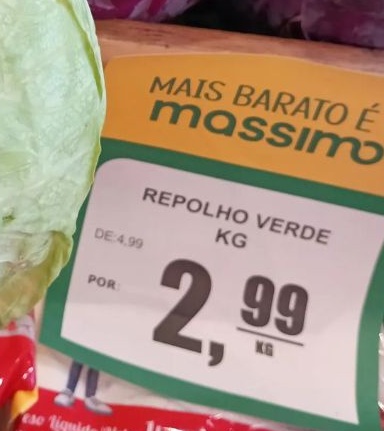 MAIS BARATO É
massimo
REPOLHO VERDE
KG
DE:4,99
POR:
2,99
KG